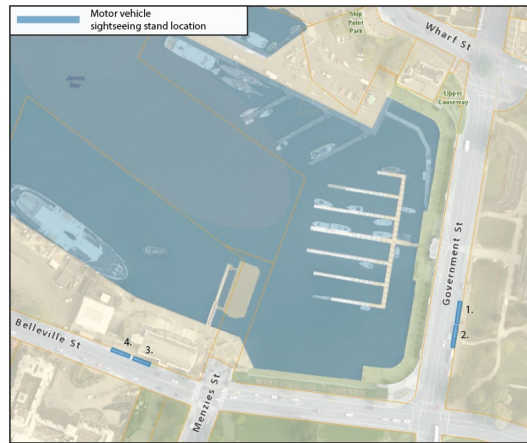 Motor vehicle
sightseeing stand location
Ship
Point
Park
Wharf St
James
Bay
Upper
Causeway
Government St
1.
2.
Belleville St
4.
3.
Menzies St